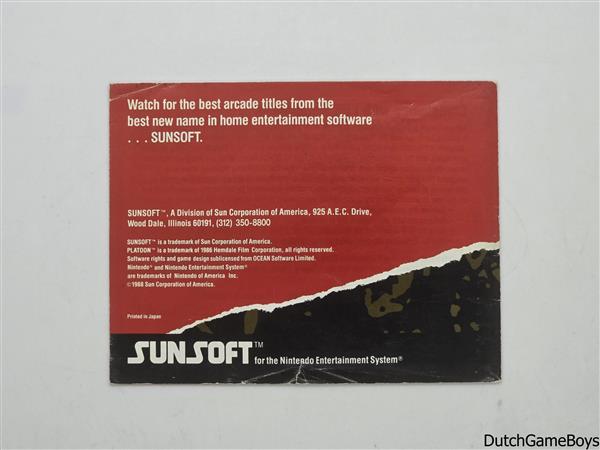 Watch for the best arcade titles from the
best new name in home entertainment software
. . . SUNSOFT.
SUNSOFT™, A Division of Sun Corporation of America, 925 A.E.C. Drive,
Wood Dale, Illinois 60191, (312) 350-8800
SUNSOFT™ is a trademark of Sun Corporation of America.
PLATOON™ is a trademark of 1986 Hemdale Film Corporation, all rights reserved.
Software rights and game design sublicensed from OCEAN Software Limited.
Nintendo® and Nintendo Entertainment System®
are trademarks of Nintendo of America Inc.
©1988 Sun Corporation of America.
Printed in Japan
SUNSOFT™ for the Nintendo Entertainment System®
DutchGameBoys